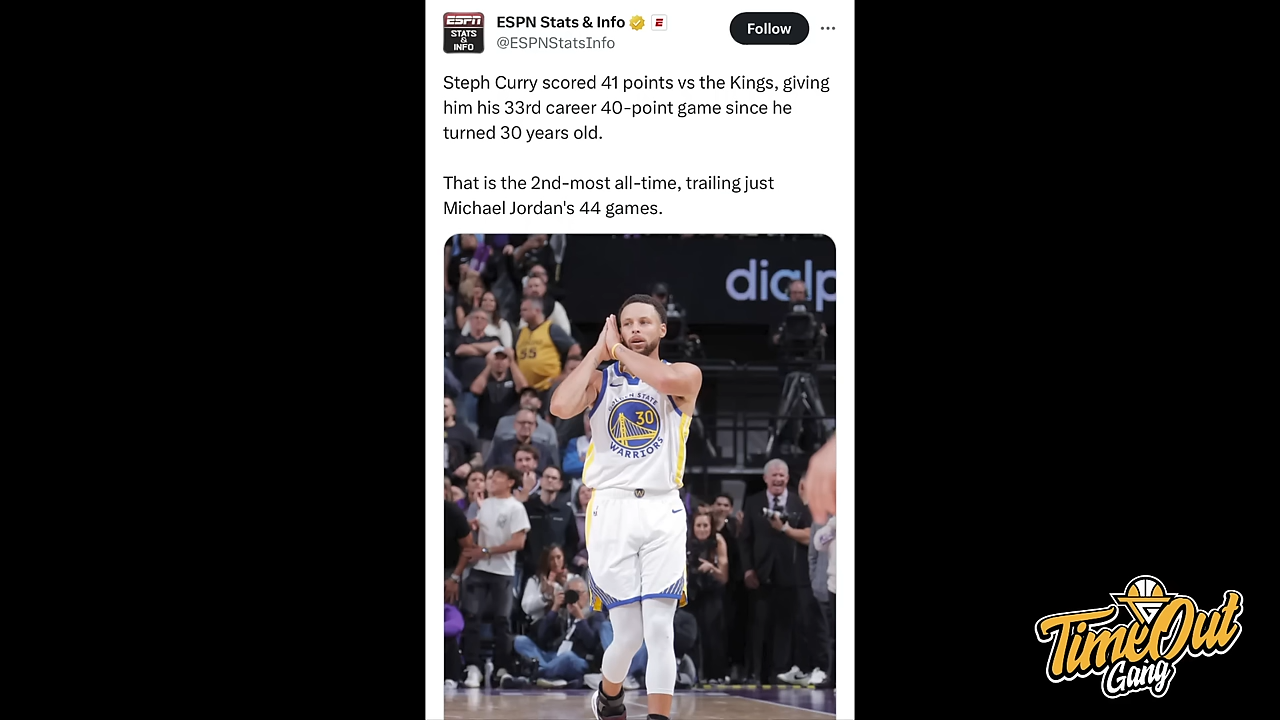 ESPN
STATS
&
INFO
ESPN Stats & Info
@ESPNStatsInfo
Follow
Steph Curry scored 41 points vs the Kings, giving
him his 33rd career 40-point game since he
turned 30 years old.
That is the 2nd-most all-time, trailing just
Michael Jordan's 44 games.
dialp
55
GOLDEN STATE
30
WARRIORS
TimeOut
Gang